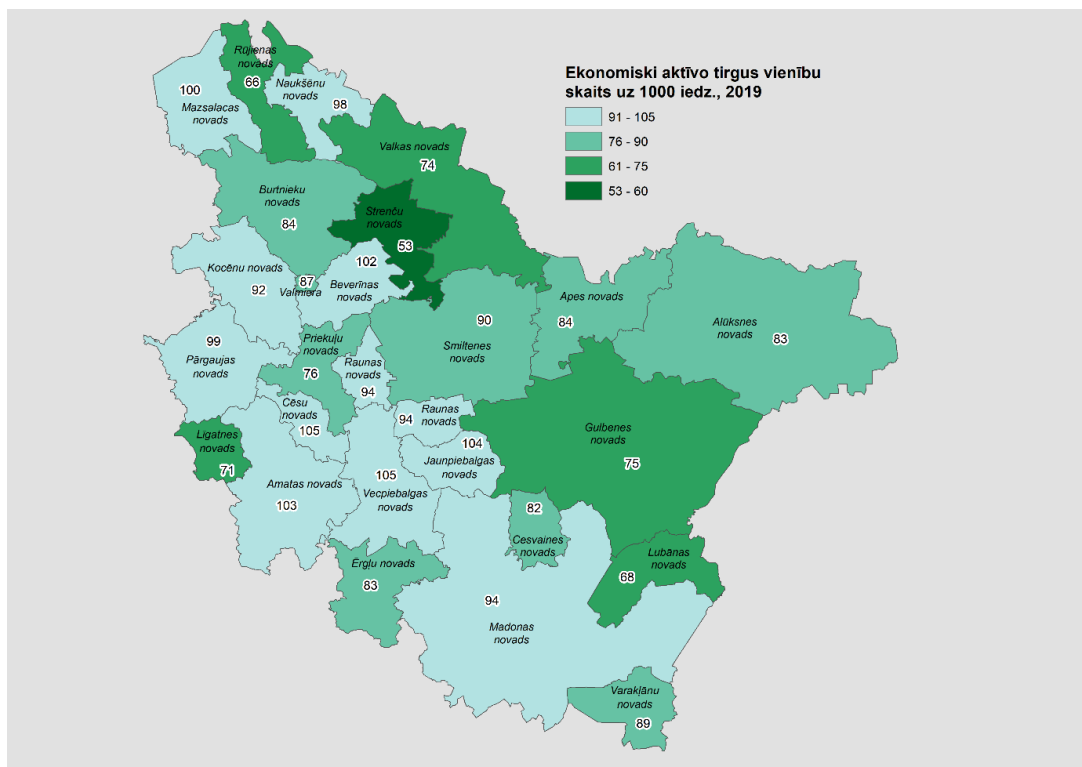 Ekonomiski aktīvo tirgus vienību
skaits uz 1000 iedz., 2019
91 - 105
76 - 90
61 - 75
53 - 60
Rūjienas
novads
66
100
Mazsalacas
novads
Naukšēnu
novads
98
Valkas novads
74
Burtnieku
novads
84
Strenču
novads
53
Kocēnu novads
92
87
Valmiera
102
Beverīnas
novads
90
Smiltenes
novads
Apes novads
84
Alūksnes
novads
83
99
Pārgaujas
novads
Priekuļu
novads
76
Raunas
novads
94
Cēsu
novads
105
94
Raunas
novads
104
Jaunpiebalgas
novads
Gulbenes
novads
75
Līgatnes
novads
71
Amatas novads
103
105
Vecpiebalgas
novads
82
Cesvaines
novads
Lubānas
novads
68
Ērgļu novads
83
94
Madonas
novads
Varakļānu
novads
89